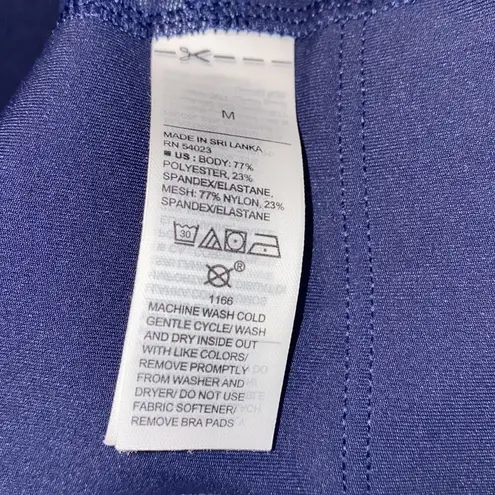 M
MADE IN SRI LANKA
RN 54023
■ US : BODY: 77%
POLYESTER, 23%
SPANDEX/ELASTANE,
MESH: 77% NYLON, 23%
SPANDEX/ELASTANE
30
®
1166
MACHINE WASH COLD
GENTLE CYCLE/ WASH
AND DRY INSIDE OUT
WITH LIKE COLORS/
REMOVE PROMPTLY
FROM WASHER AND
DRYER/ DO NOT USE
FABRIC SOFTENER/
REMOVE BRA PADS